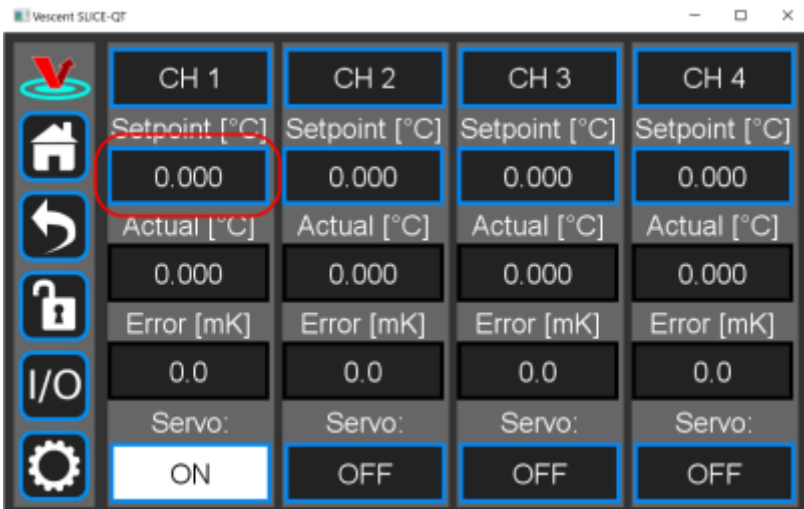 Vescent SLICE-QT
CH 1 CH 2 CH 3 CH 4
Setpoint [°C] Setpoint [°C] Setpoint [°C] Setpoint [°C]
0.000 0.000 0.000 0.000
Actual [°C] Actual [°C] Actual [°C] Actual [°C]
0.000 0.000 0.000 0.000
Error [mK] Error [mK] Error [mK] Error [mK]
I/O 0.0 0.0 0.0 0.0
Servo: Servo: Servo: Servo:
ON OFF OFF OFF